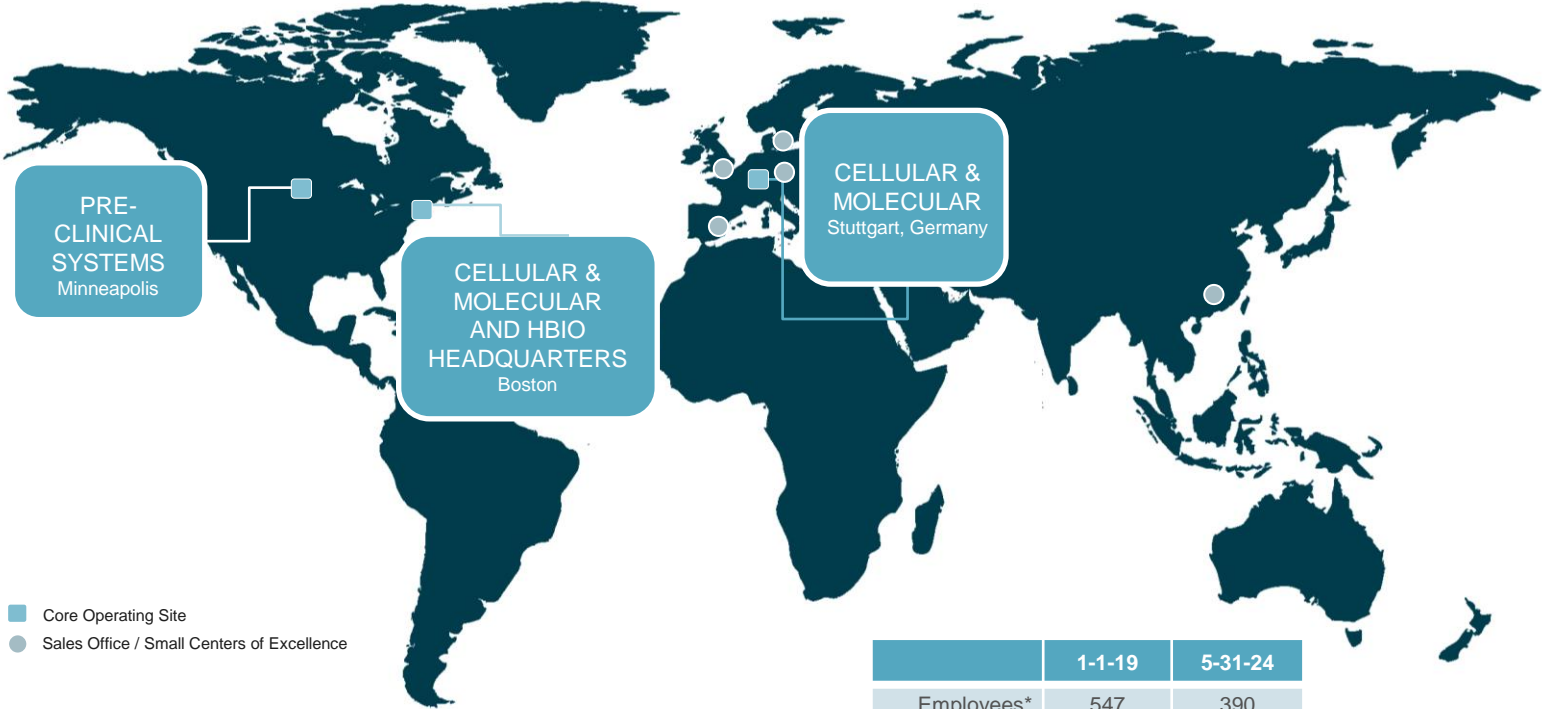 PRE-
CLINICAL
SYSTEMS
Minneapolis
CELLULAR &
MOLECULAR
AND HBIO
HEADQUARTERS
Boston
CELLULAR &
MOLECULAR
Stuttgart, Germany
Core Operating Site
Sales Office / Small Centers of Excellence
1-1-19 5-31-24
Employees* 547 390